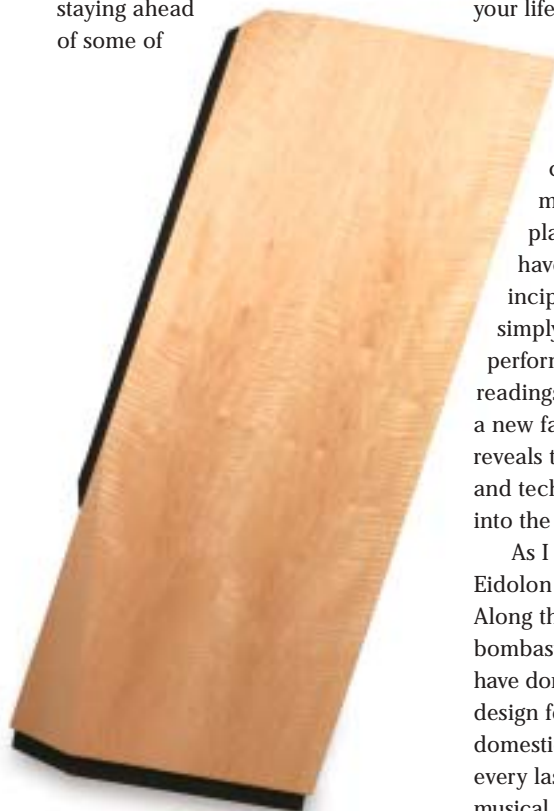 staying ahead
of some of
your life
m
pla
have
incip
simply
perform
readings
a new fa
reveals t
and tech
into the
As I
Eidolon
Along th
bombas
have don
design fo
domesti
every las
musical